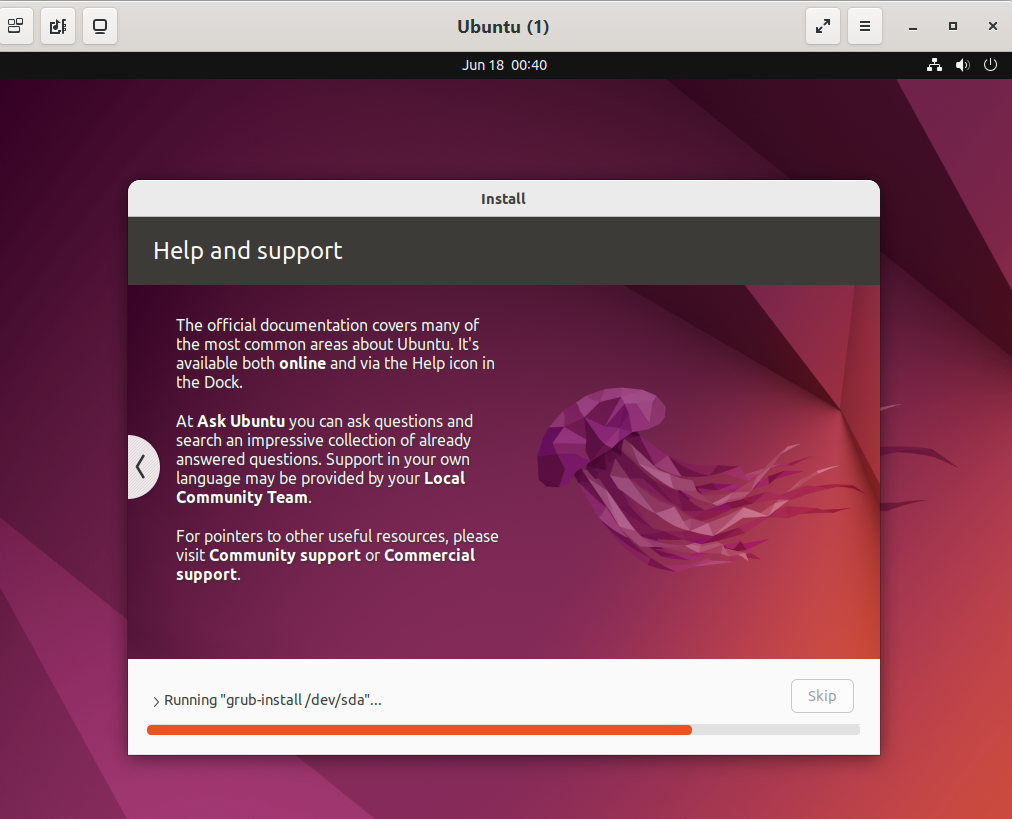 Ubuntu (1)
Jun 18 00:40
Install
Help and support
The official documentation covers many of
the most common areas about Ubuntu. It's
available both online and via the Help icon in
the Dock.
At Ask Ubuntu you can ask questions and
search an impressive collection of already
answered questions. Support in your own
language may be provided by your Local
Community Team.
For pointers to other useful resources, please
visit Community support or Commercial
support.
Running "grub-install /dev/sda"...
Skip